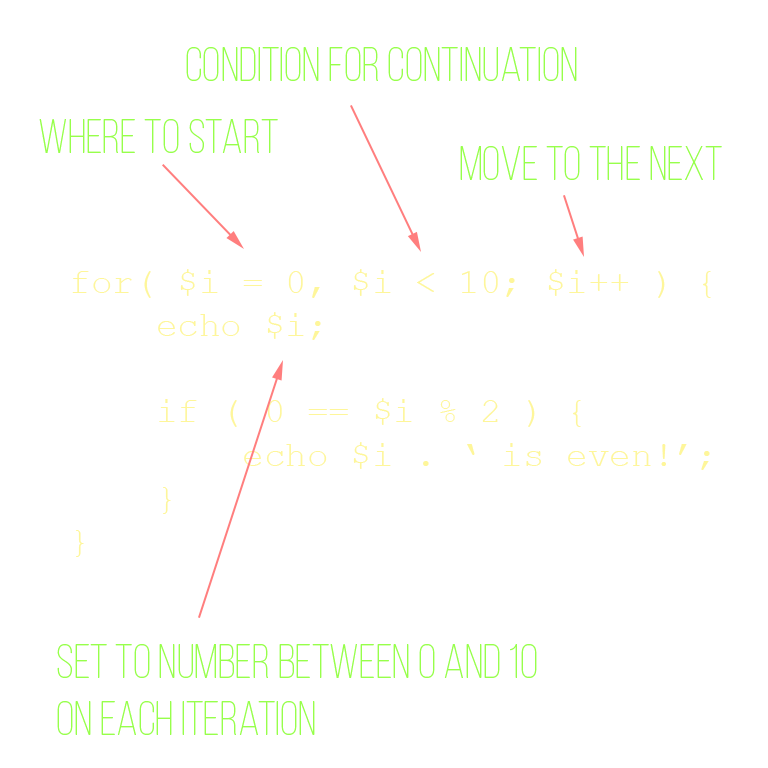 CONDITION FOR CONTINUATION
WHERE TO START
MOVE TO THE NEXT
for( $i = 0, $i < 10; $i++ ) {
echo $i;
if ( 0 == $i % 2 ) {
echo $i . ‘ is even!’;
}
}
SET TO NUMBER BETWEEN 0 AND 10
ON EACH ITERATION